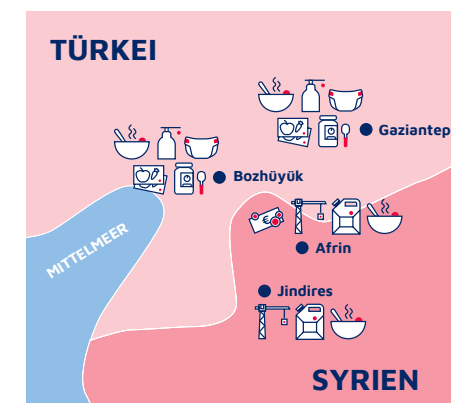 TÜRKEI
Gaziantep
Bozhüyük
MITTELMEER
€
Afrin
Jindires
SYRIEN